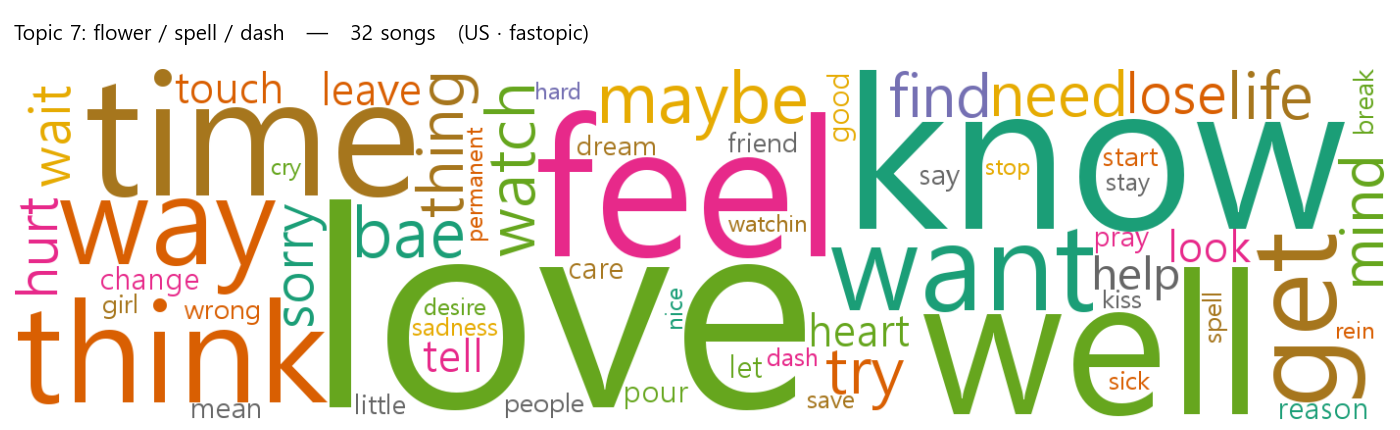 Topic 7: flower / spell / dash — 32 songs (US · fastopic)
wait
time
touch
leave
thing
watch
hard
maybe
good
know
find
need
lose
life
break
cry
permanent
feel
dream
friend
say
stop
start
stay
mind
hurt
way
sorry
bae
watchin
want
pray
look
get
change
care
help
girl
wrong
love
desire
sadness
nice
kiss
well
spell
think
tell
heart
rein
let
dash
try
sick
mean
little
people
pour
save
reason